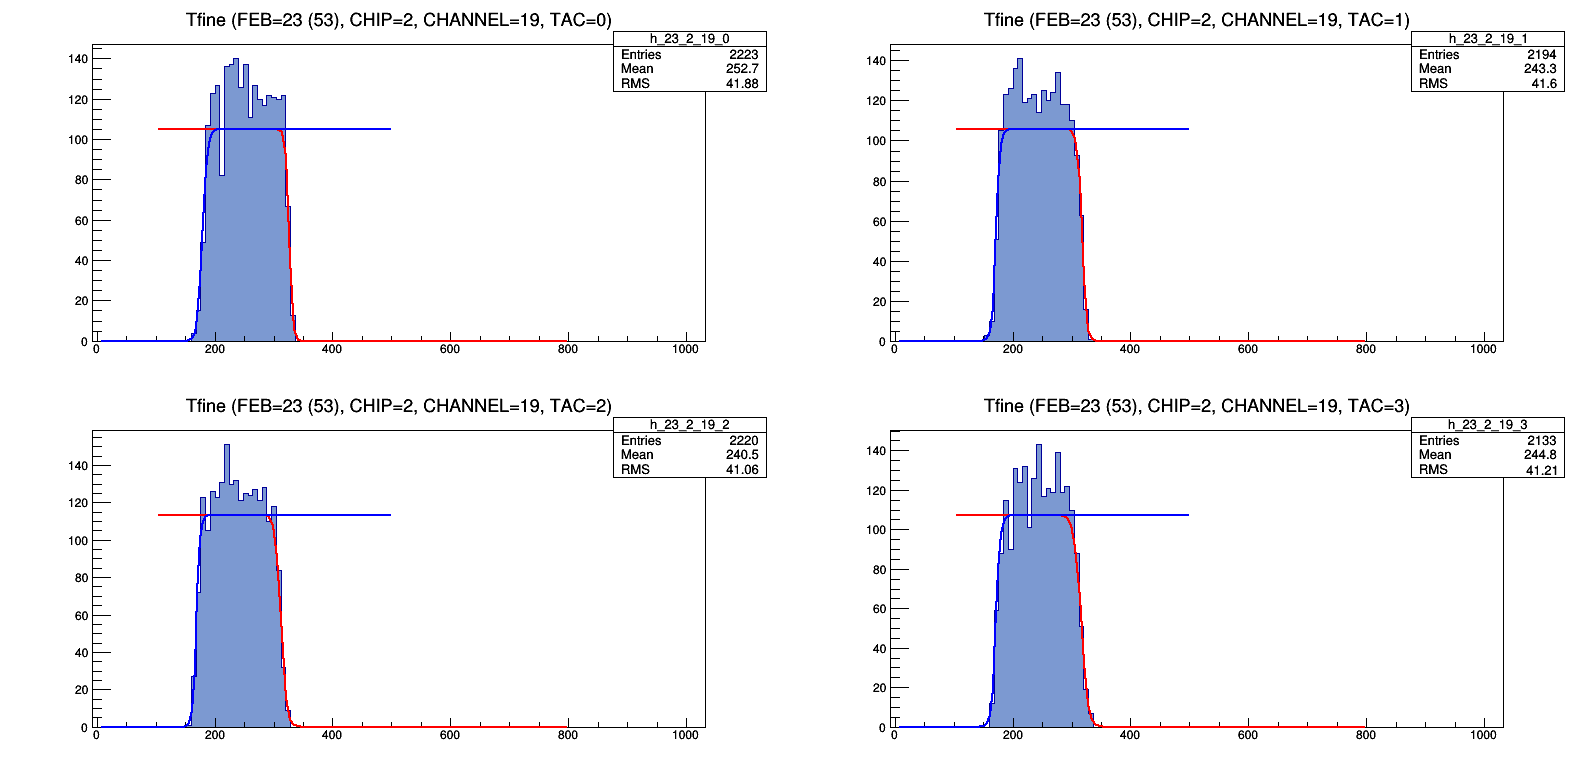 Tfine (FEB=23 (53), CHIP=2, CHANNEL=19, TAC=0)
h_23_2_19_0
Entries 2223
Mean 252.7
RMS 41.88
140
120
100
80
60
40
20
0
0 200 400 600 800 1000
Tfine (FEB=23 (53), CHIP=2, CHANNEL=19, TAC=1)
h_23_2_19_1
Entries 2194
Mean 243.3
RMS 41.6
140
120
100
80
60
40
20
0
0 200 400 600 800 1000
Tfine (FEB=23 (53), CHIP=2, CHANNEL=19, TAC=2)
h_23_2_19_2
Entries 2220
Mean 240.5
RMS 41.06
140
120
100
80
60
40
20
0
0 200 400 600 800 1000
Tfine (FEB=23 (53), CHIP=2, CHANNEL=19, TAC=3)
h_23_2_19_3
Entries 2133
Mean 244.8
RMS 41.21
140
120
100
80
60
40
20
0
0 200 400 600 800 1000